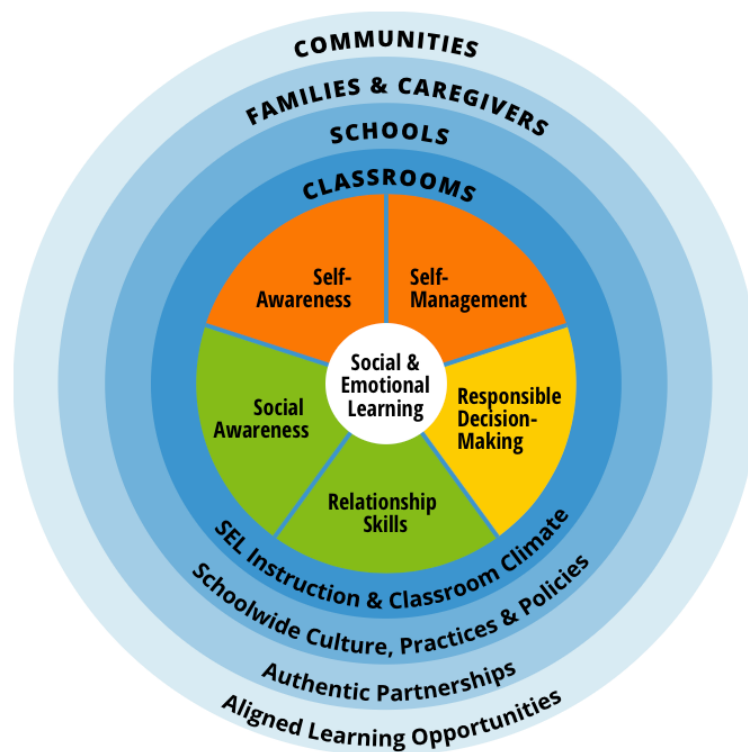 COMMUNITIES
FAMILIES & CAREGIVERS
SCHOOLS
CLASSROOMS
Self-
Awareness
Self-
Management
Social &
Emotional
Learning
Social
Awareness
Responsible
Decision-
Making
Relationship
Skills
SEL Instruction & Classroom Climate
Schoolwide Culture, Practices & Policies
Authentic Partnerships
Aligned Learning Opportunities